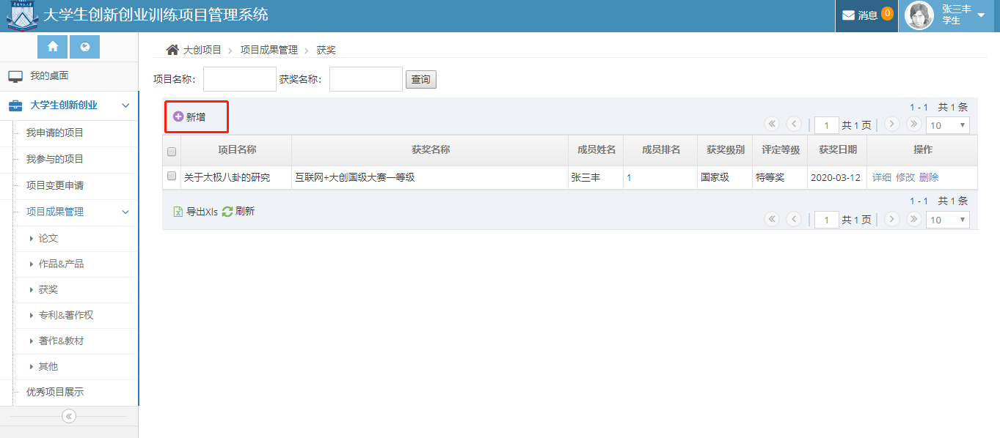 大学生创新创业训练项目管理系统
消息 0
张三丰
学生
我的桌面
大学生创新创业
我申请的项目
我参与的项目
项目变更申请
项目成果管理
论文
作品&产品
获奖
专利&著作权
著作&教材
其他
优秀项目展示
大创项目 > 项目成果管理 > 获奖
项目名称： 获奖名称： 查询
新增
1 - 1 共 1 条
1 共 1 页 10
项目名称 获奖名称 成员姓名 成员排名 获奖级别 评定等级 获奖日期 操作
关于太极八卦的研究 互联网+大创国级大赛一等级 张三丰 1 国家级 特等奖 2020-03-12 详细 修改 删除
导出Xls 刷新
1 - 1 共 1 条
1 共 1 页 10